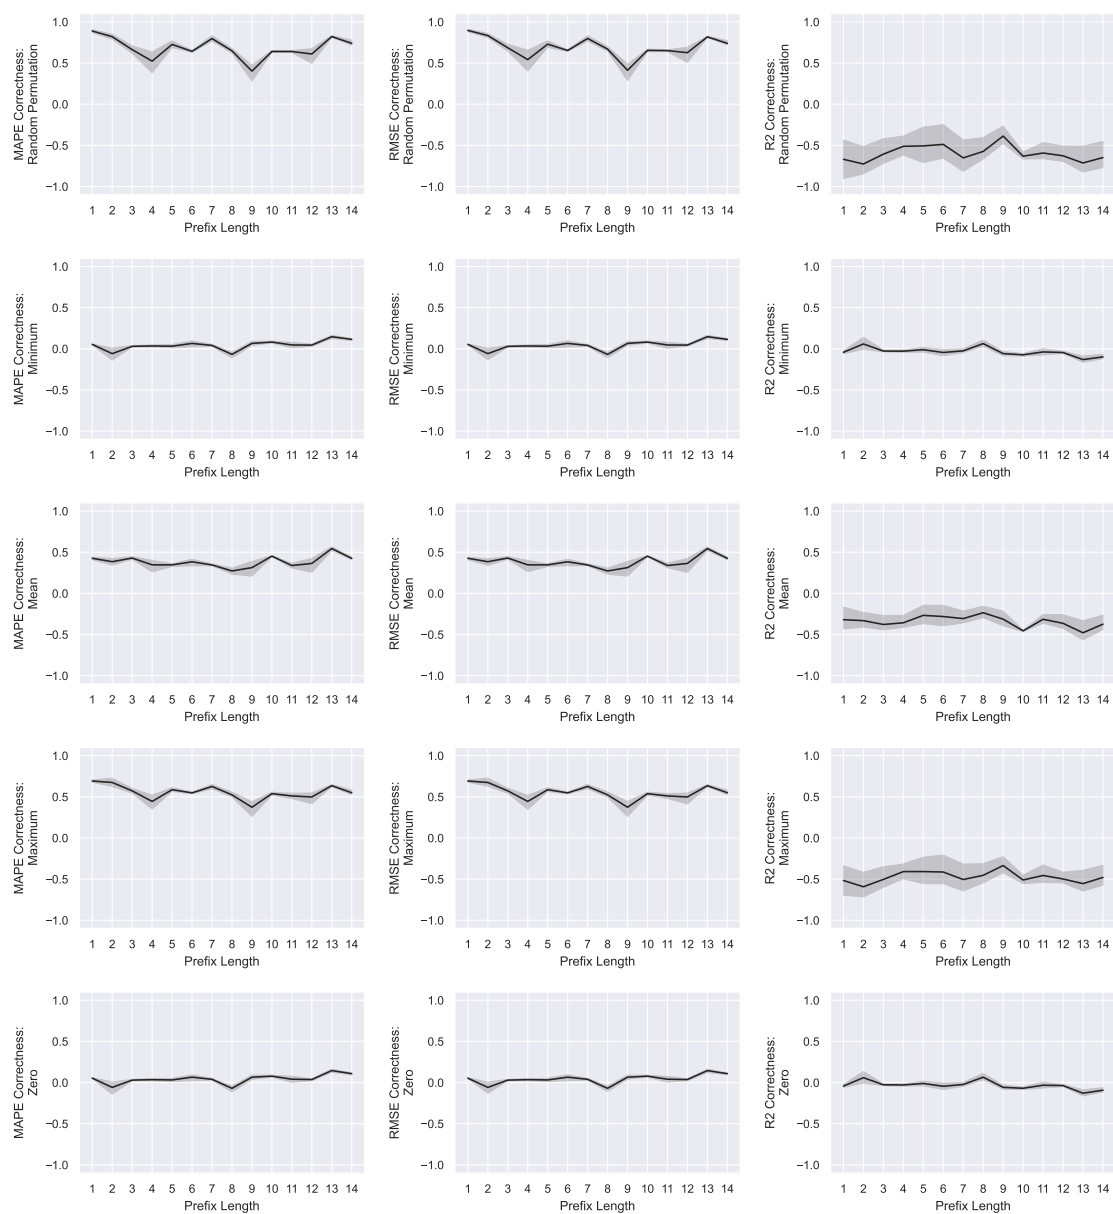 MAPE Correctness:
Random Permutation
1.0
0.5
0.0
−0.5
−1.0
1 2 3 4 5 6 7 8 9 10 11 12 13 14
Prefix Length
RMSE Correctness:
Random Permutation
1.0
0.5
0.0
−0.5
−1.0
1 2 3 4 5 6 7 8 9 10 11 12 13 14
Prefix Length
R2 Correctness:
Random Permutation
1.0
0.5
0.0
−0.5
−1.0
1 2 3 4 5 6 7 8 9 10 11 12 13 14
Prefix Length
MAPE Correctness:
Minimum
1.0
0.5
0.0
−0.5
−1.0
1 2 3 4 5 6 7 8 9 10 11 12 13 14
Prefix Length
RMSE Correctness:
Minimum
1.0
0.5
0.0
−0.5
−1.0
1 2 3 4 5 6 7 8 9 10 11 12 13 14
Prefix Length
R2 Correctness:
Minimum
1.0
0.5
0.0
−0.5
−1.0
1 2 3 4 5 6 7 8 9 10 11 12 13 14
Prefix Length
MAPE Correctness:
Mean
1.0
0.5
0.0
−0.5
−1.0
1 2 3 4 5 6 7 8 9 10 11 12 13 14
Prefix Length
RMSE Correctness:
Mean
1.0
0.5
0.0
−0.5
−1.0
1 2 3 4 5 6 7 8 9 10 11 12 13 14
Prefix Length
R2 Correctness:
Mean
1.0
0.5
0.0
−0.5
−1.0
1 2 3 4 5 6 7 8 9 10 11 12 13 14
Prefix Length
MAPE Correctness:
Maximum
1.0
0.5
0.0
−0.5
−1.0
1 2 3 4 5 6 7 8 9 10 11 12 13 14
Prefix Length
RMSE Correctness:
Maximum
1.0
0.5
0.0
−0.5
−1.0
1 2 3 4 5 6 7 8 9 10 11 12 13 14
Prefix Length
R2 Correctness:
Maximum
1.0
0.5
0.0
−0.5
−1.0
1 2 3 4 5 6 7 8 9 10 11 12 13 14
Prefix Length
MAPE Correctness:
Zero
1.0
0.5
0.0
−0.5
−1.0
1 2 3 4 5 6 7 8 9 10 11 12 13 14
Prefix Length
RMSE Correctness:
Zero
1.0
0.5
0.0
−0.5
−1.0
1 2 3 4 5 6 7 8 9 10 11 12 13 14
Prefix Length
R2 Correctness:
Zero
1.0
0.5
0.0
−0.5
−1.0
1 2 3 4 5 6 7 8 9 10 11 12 13 14
Prefix Length